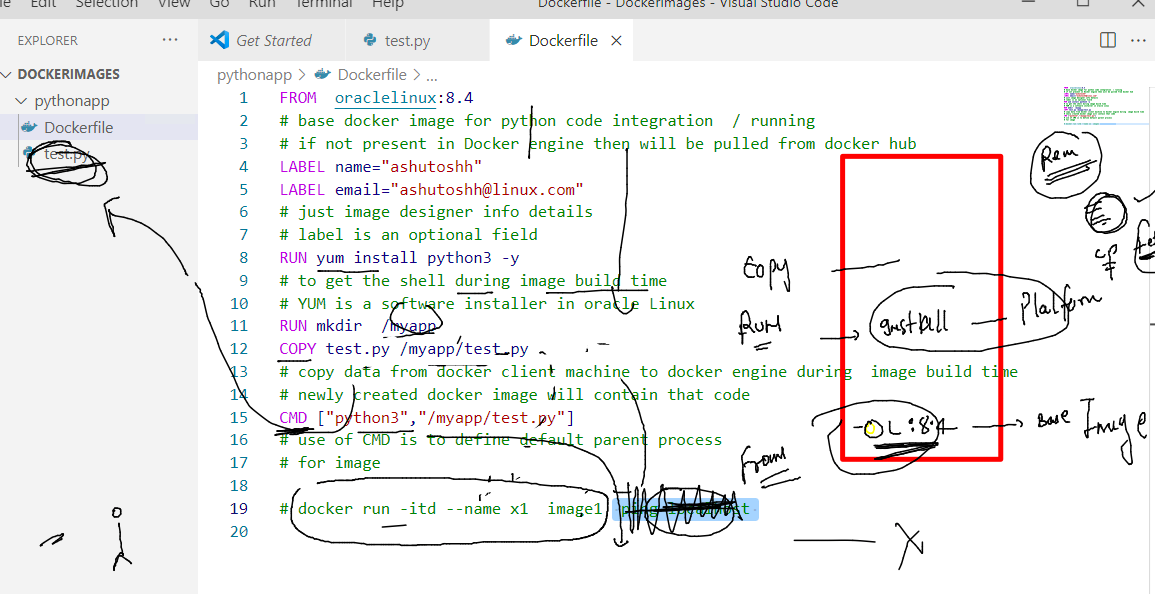 Edit Selection View Go Run Terminal Help Dockerfile - Dockerimages - Visual Studio Code
EXPLORER ··· Get Started test.py Dockerfile
DOCKERIMAGES
pythonapp
Dockerfile
test.py
pythonapp > Dockerfile > ...
1 FROM oraclelinux:8.4
2 # base docker image for python code integration / running
3 # if not present in Docker engine then will be pulled from docker hub
4 LABEL name="ashutoshh"
5 LABEL email="ashutoshh@linux.com"
6 # just image designer info details
7 # label is an optional field
8 RUN yum install python3 -y
9 # to get the shell during image build time
10 # YUM is a software installer in oracle Linux
11 RUN mkdir /myapp
12 COPY test.py /myapp/test.py
13 # copy data from docker client machine to docker engine during image build time
14 # newly created docker image will contain that code
15 CMD ["python3","/myapp/test.py"]
16 # use of CMD is to define default parent process
17 # for image
18
19 # docker run -itd --name x1 image1
20
Copy
Run
Platform
OL:8.4
Base Image
From
X